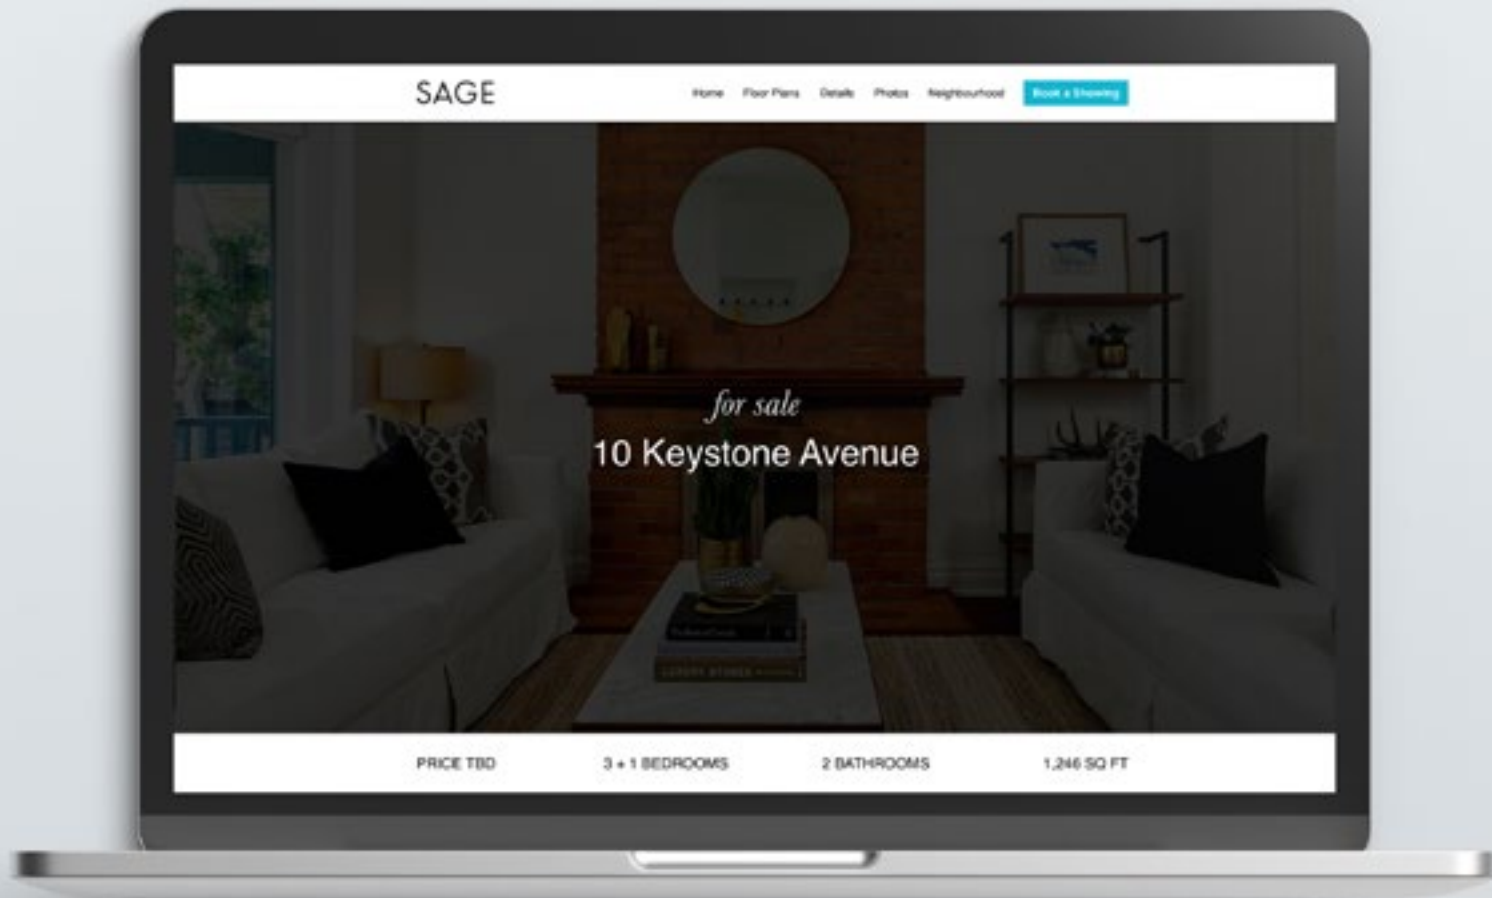 SAGE
Home Floor Plans Details Photos Neighbourhood Book a Showing
for sale
10 Keystone Avenue
PRICE TBD 3 + 1 BEDROOMS 2 BATHROOMS 1,246 SQ FT